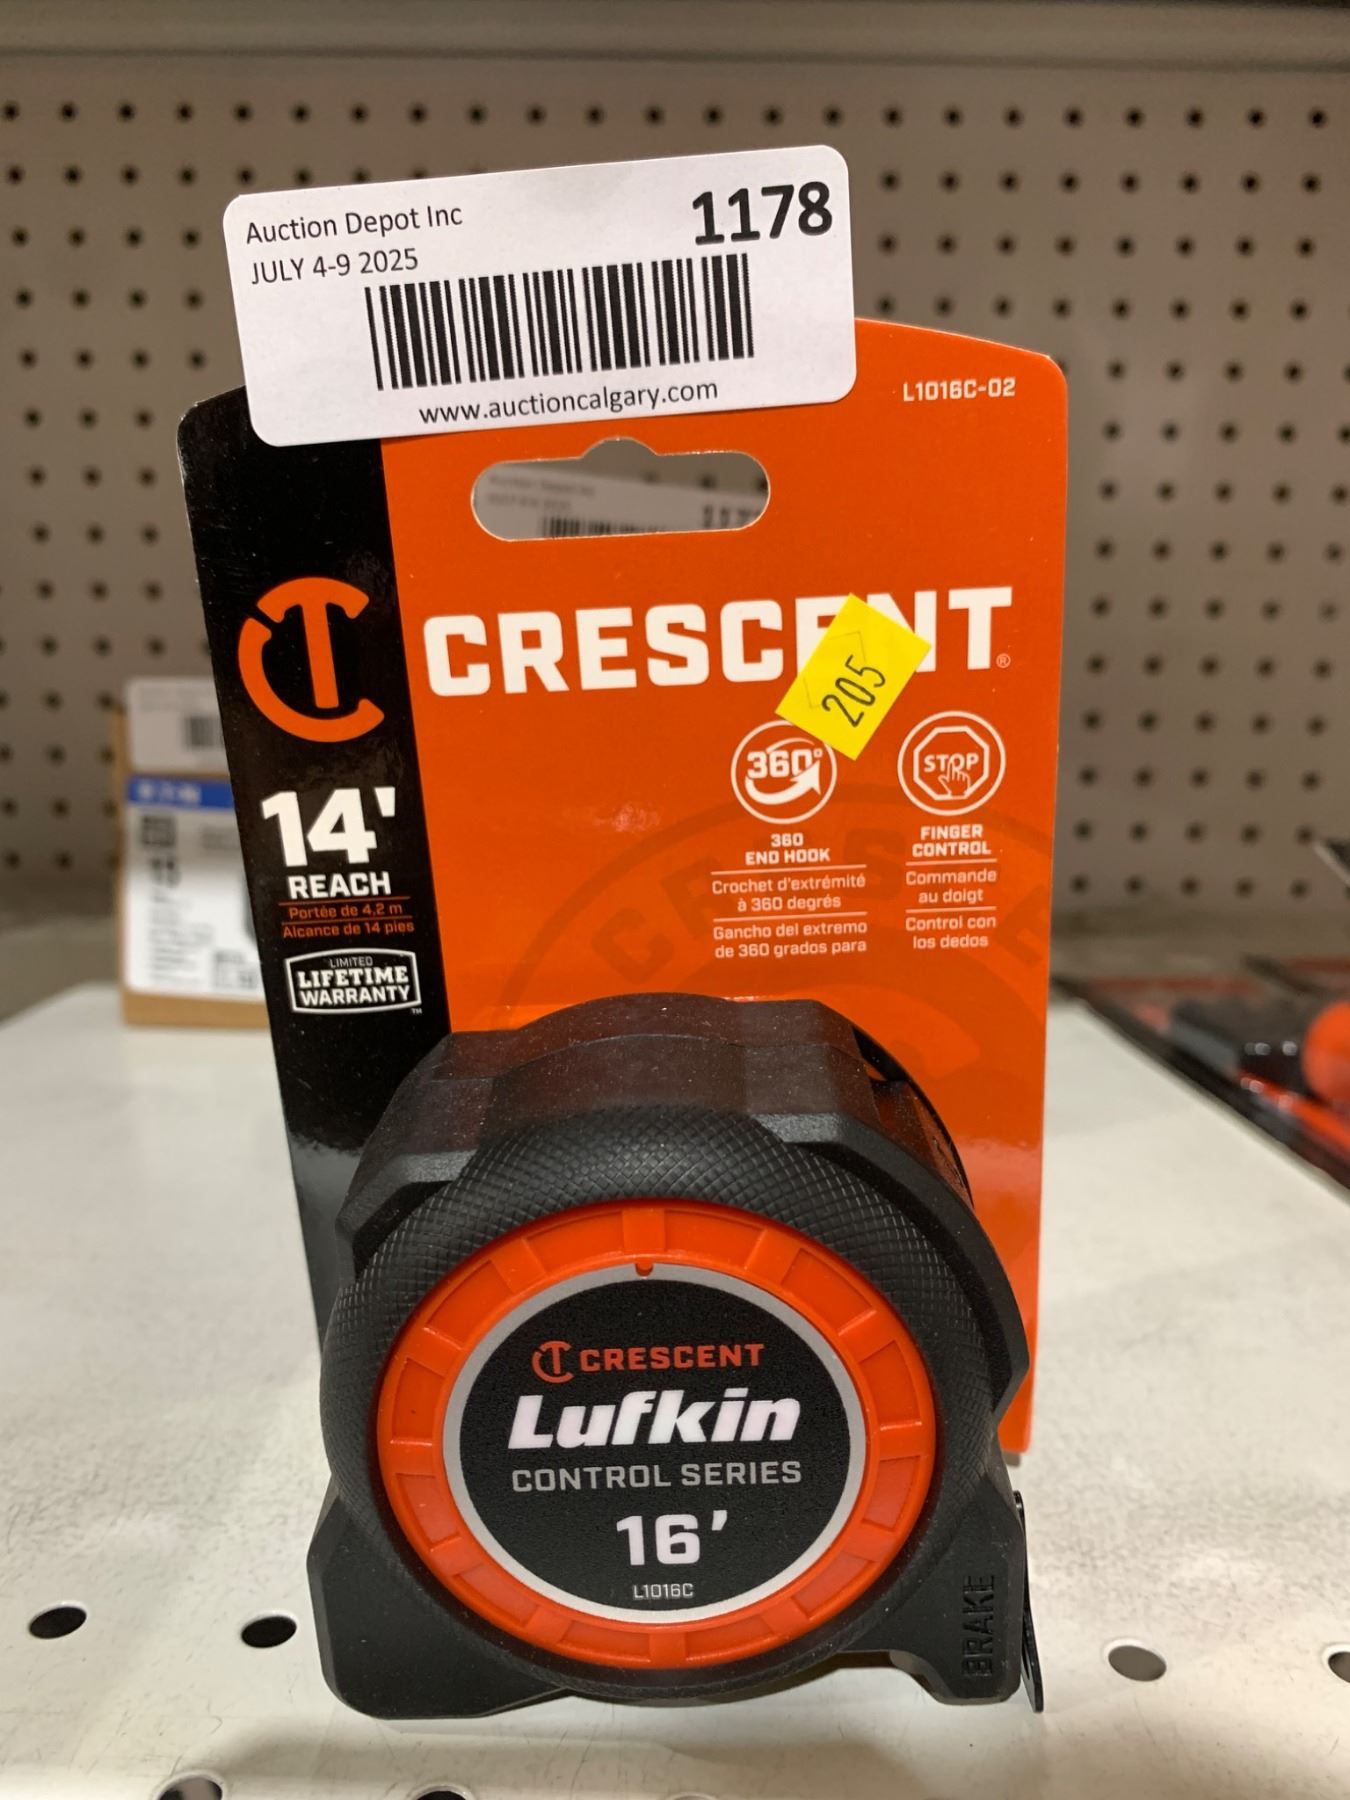 Auction Depot Inc
1178
JULY 4-9 2025
www.auctioncalgary.com
L1016C-02
CRESCENT®
205
14'
REACH
Portée de 4,2 m
Alcance de 14 pies
LIMITED
LIFETIME
WARRANTY™
360°
360
END HOOK
Crochet d'extrémité
à 360 degrés
Gancho del extremo
de 360 grados para
STOP
FINGER
CONTROL
Commande
au doigt
Control con
los dedos
CRESCENT
Lufkin
CONTROL SERIES
16'
L1016C
BRAKE